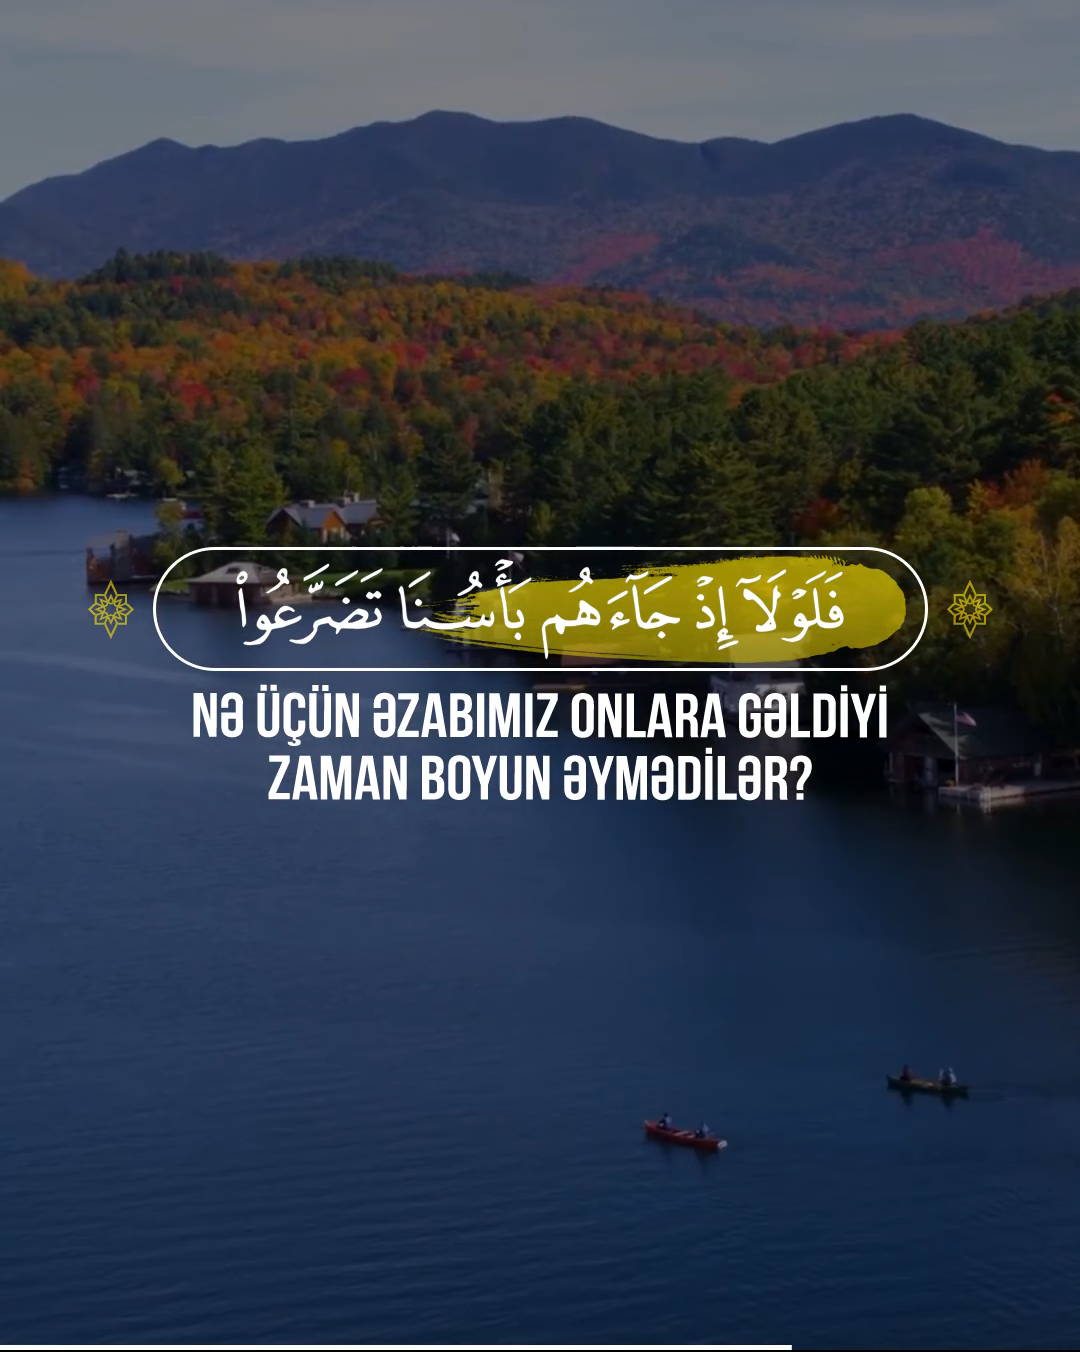 فَلَوۡلَآ إِذۡ جَآءَهُم بَأۡسُنَا تَضَرَّعُواْ
NƏ ÜÇÜN ƏZABIMIZ ONLARA GƏLDİYİ
ZAMAN BOYUN ƏYMƏDİLƏR?